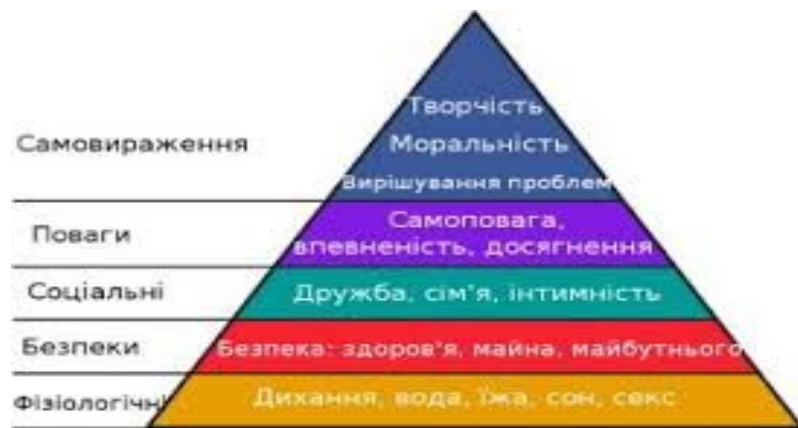 Творчість
Самовираження
Моральність
Вирішування проблем
Поваги
Самоповага,
впевненість, досягнення
Соціальні
Дружба, сім'я, інтимність
Безпеки
Безпека: здоров'я, майна, майбутнього
Фізіологічні
Дихання, вода, їжа, сон, секс